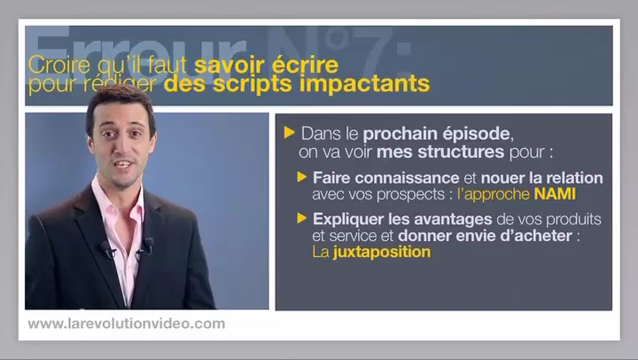 Erreur N°7:
Croire qu'il faut savoir écrire
pour rédiger des scripts impactants
Dans le prochain épisode,
on va voir mes structures pour :
Faire connaissance et nouer la relation
avec vos prospects : l'approche NAMI
Expliquer les avantages de vos produits
et service et donner envie d'acheter :
La juxtaposition
www.larevolutionvideo.com